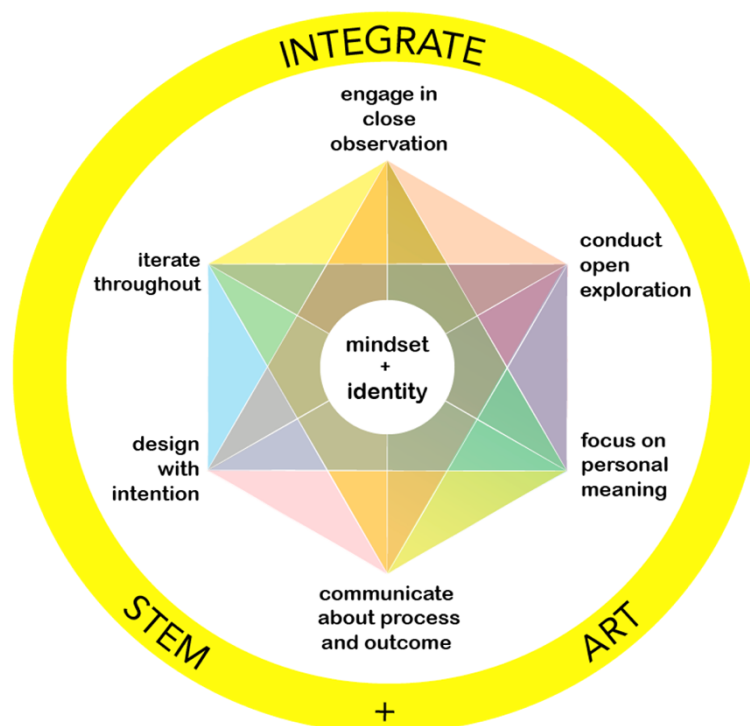 INTEGRATE
engage in
close
observation
iterate
throughout
conduct
open
exploration
mindset
+
identity
design
with
intention
focus on
personal
meaning
communicate
about process
and outcome
STEM
+
ART